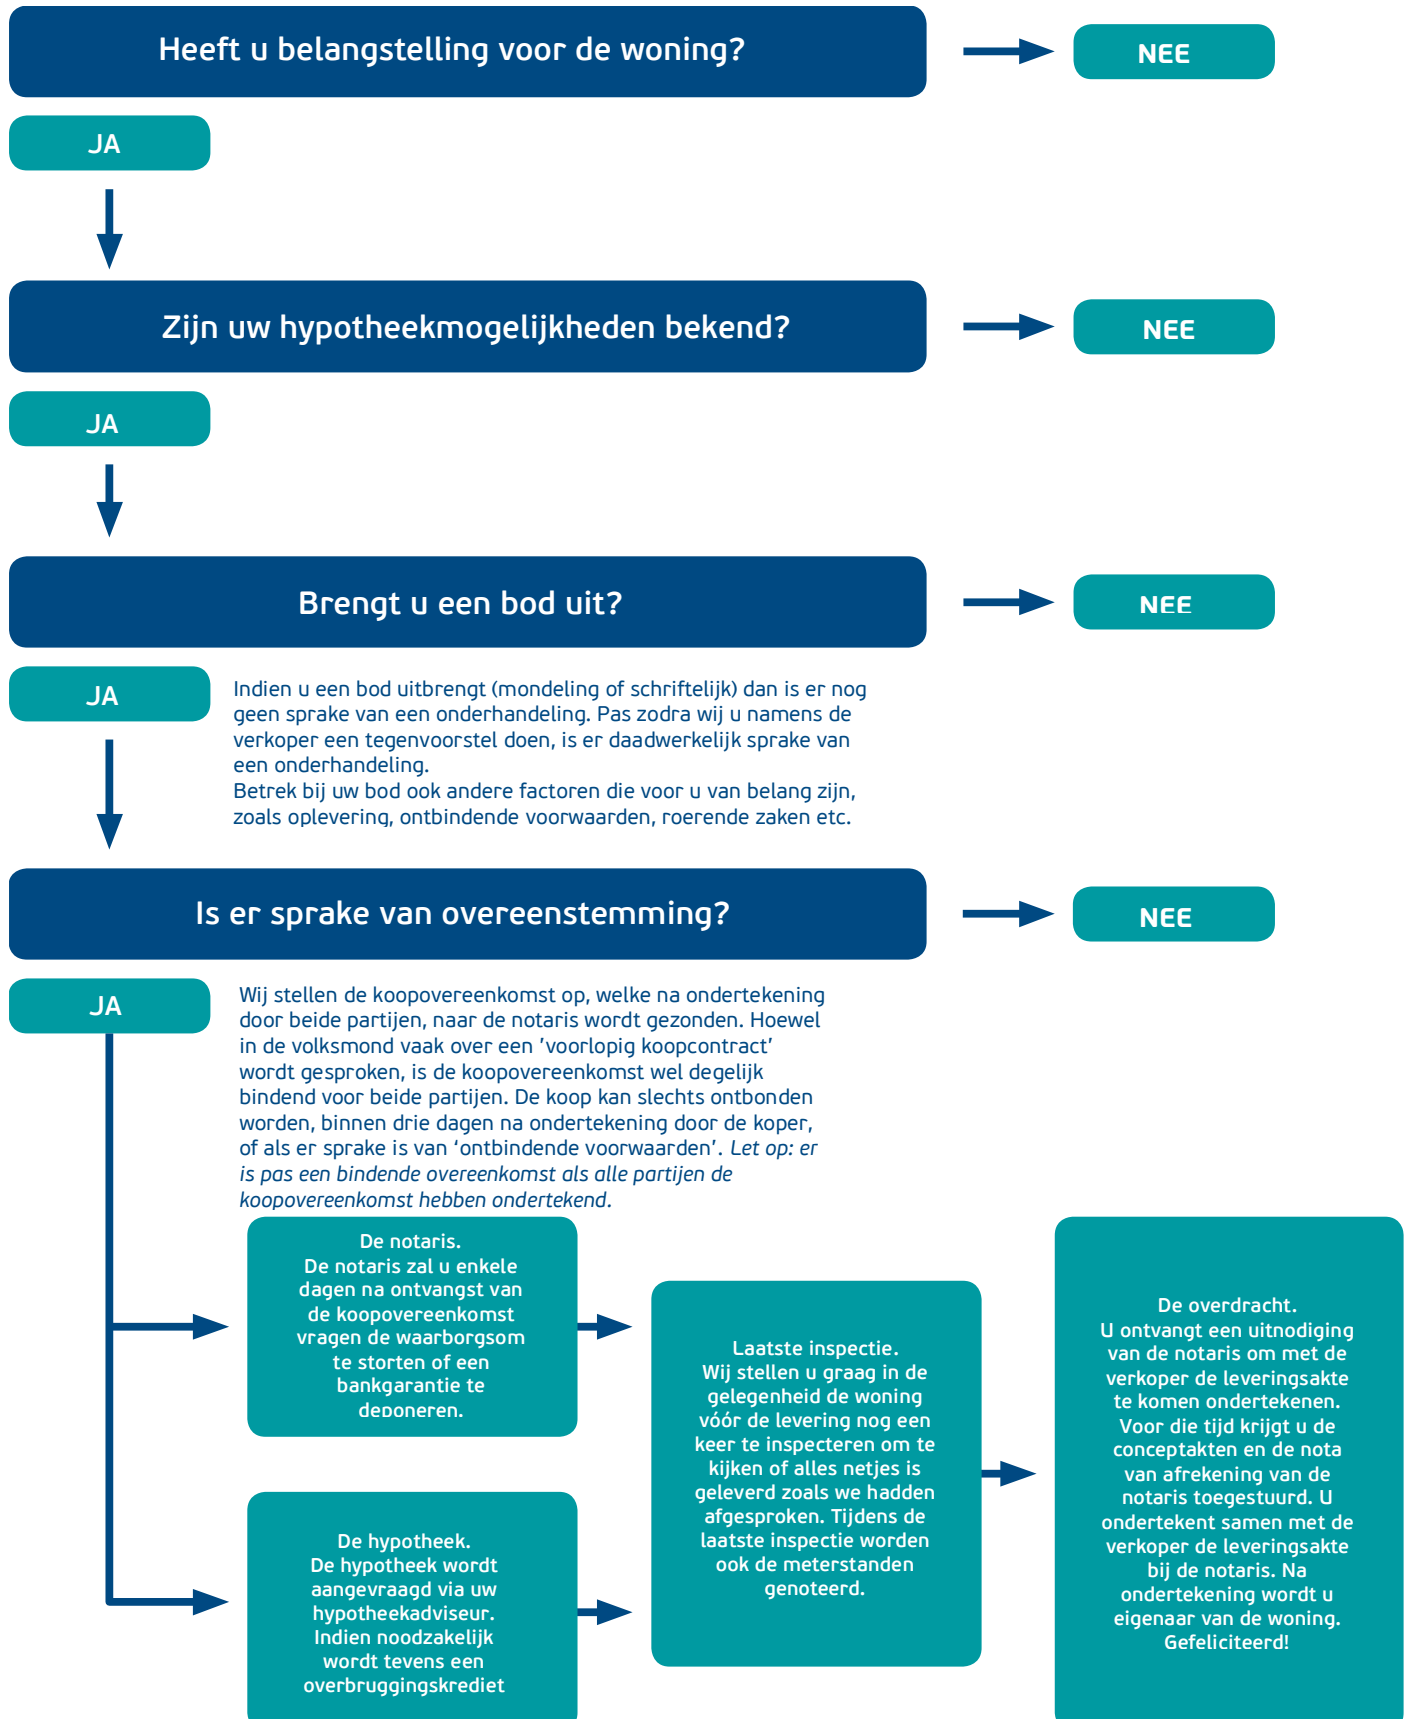 Heeft u belangstelling voor de woning?
NEE
JA
Zijn uw hypotheekmogelijkheden bekend?
NEE
JA
Brengt u een bod uit?
NEE
JA
Indien u een bod uitbrengt (mondeling of schriftelijk) dan is er nog
geen sprake van een onderhandeling. Pas zodra wij u namens de
verkoper een tegenvoorstel doen, is er daadwerkelijk sprake van
een onderhandeling.
Betrek bij uw bod ook andere factoren die voor u van belang zijn,
zoals oplevering, ontbindende voorwaarden, roerende zaken etc.
Is er sprake van overeenstemming?
NEE
JA
Wij stellen de koopovereenkomst op, welke na ondertekening
door beide partijen, naar de notaris wordt gezonden. Hoewel
in de volksmond vaak over een ’voorlopig koopcontract’
wordt gesproken, is de koopovereenkomst wel degelijk
bindend voor beide partijen. De koop kan slechts ontbonden
worden, binnen drie dagen na ondertekening door de koper,
of als er sprake is van ‘ontbindende voorwaarden’. Let op: er
is pas een bindende overeenkomst als alle partijen de
koopovereenkomst hebben ondertekend.
De notaris.
De notaris zal u enkele
dagen na ontvangst van
de koopovereenkomst
vragen de waarborgsom
te storten of een
bankgarantie te
deponeren.
De hypotheek.
De hypotheek wordt
aangevraagd via uw
hypotheekadviseur.
Indien noodzakelijk
wordt tevens een
overbruggingskrediet
Laatste inspectie.
Wij stellen u graag in de
gelegenheid de woning
vóór de levering nog een
keer te inspecteren om te
kijken of alles netjes is
geleverd zoals we hadden
afgesproken. Tijdens de
laatste inspectie worden
ook de meterstanden
genoteerd.
De overdracht.
U ontvangt een uitnodiging
van de notaris om met de
verkoper de leveringsakte
te komen ondertekenen.
Voor die tijd krijgt u de
conceptakten en de nota
van afrekening van de
notaris toegestuurd. U
ondertekent samen met de
verkoper de leveringsakte
bij de notaris. Na
ondertekening wordt u
eigenaar van de woning.
Gefeliciteerd!